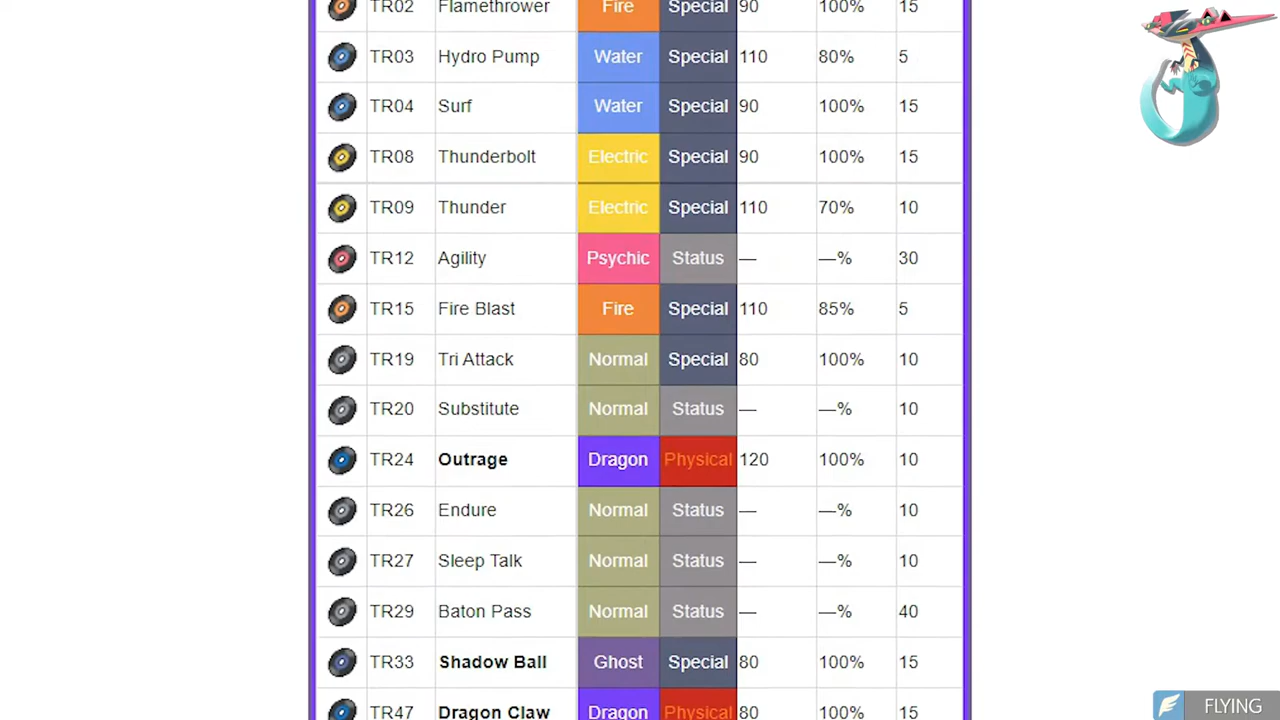 TR02 Flamethrower Fire Special 90 100% 15
TR03 Hydro Pump Water Special 110 80% 5
TR04 Surf Water Special 90 100% 15
TR08 Thunderbolt Electric Special 90 100% 15
TR09 Thunder Electric Special 110 70% 10
TR12 Agility Psychic Status — —% 30
TR15 Fire Blast Fire Special 110 85% 5
TR19 Tri Attack Normal Special 80 100% 10
TR20 Substitute Normal Status — —% 10
TR24 Outrage Dragon Physical 120 100% 10
TR26 Endure Normal Status — —% 10
TR27 Sleep Talk Normal Status — —% 10
TR29 Baton Pass Normal Status — —% 40
TR33 Shadow Ball Ghost Special 80 100% 15
TR47 Dragon Claw Dragon Physical 80 100% 15
FLYING